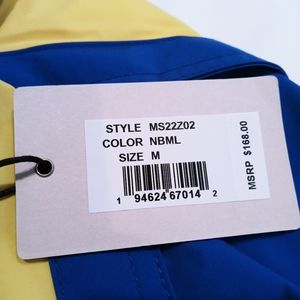 STYLE MS22Z02
COLOR NBML
SIZE M
1 94624 67014 2
MSRP $168.00